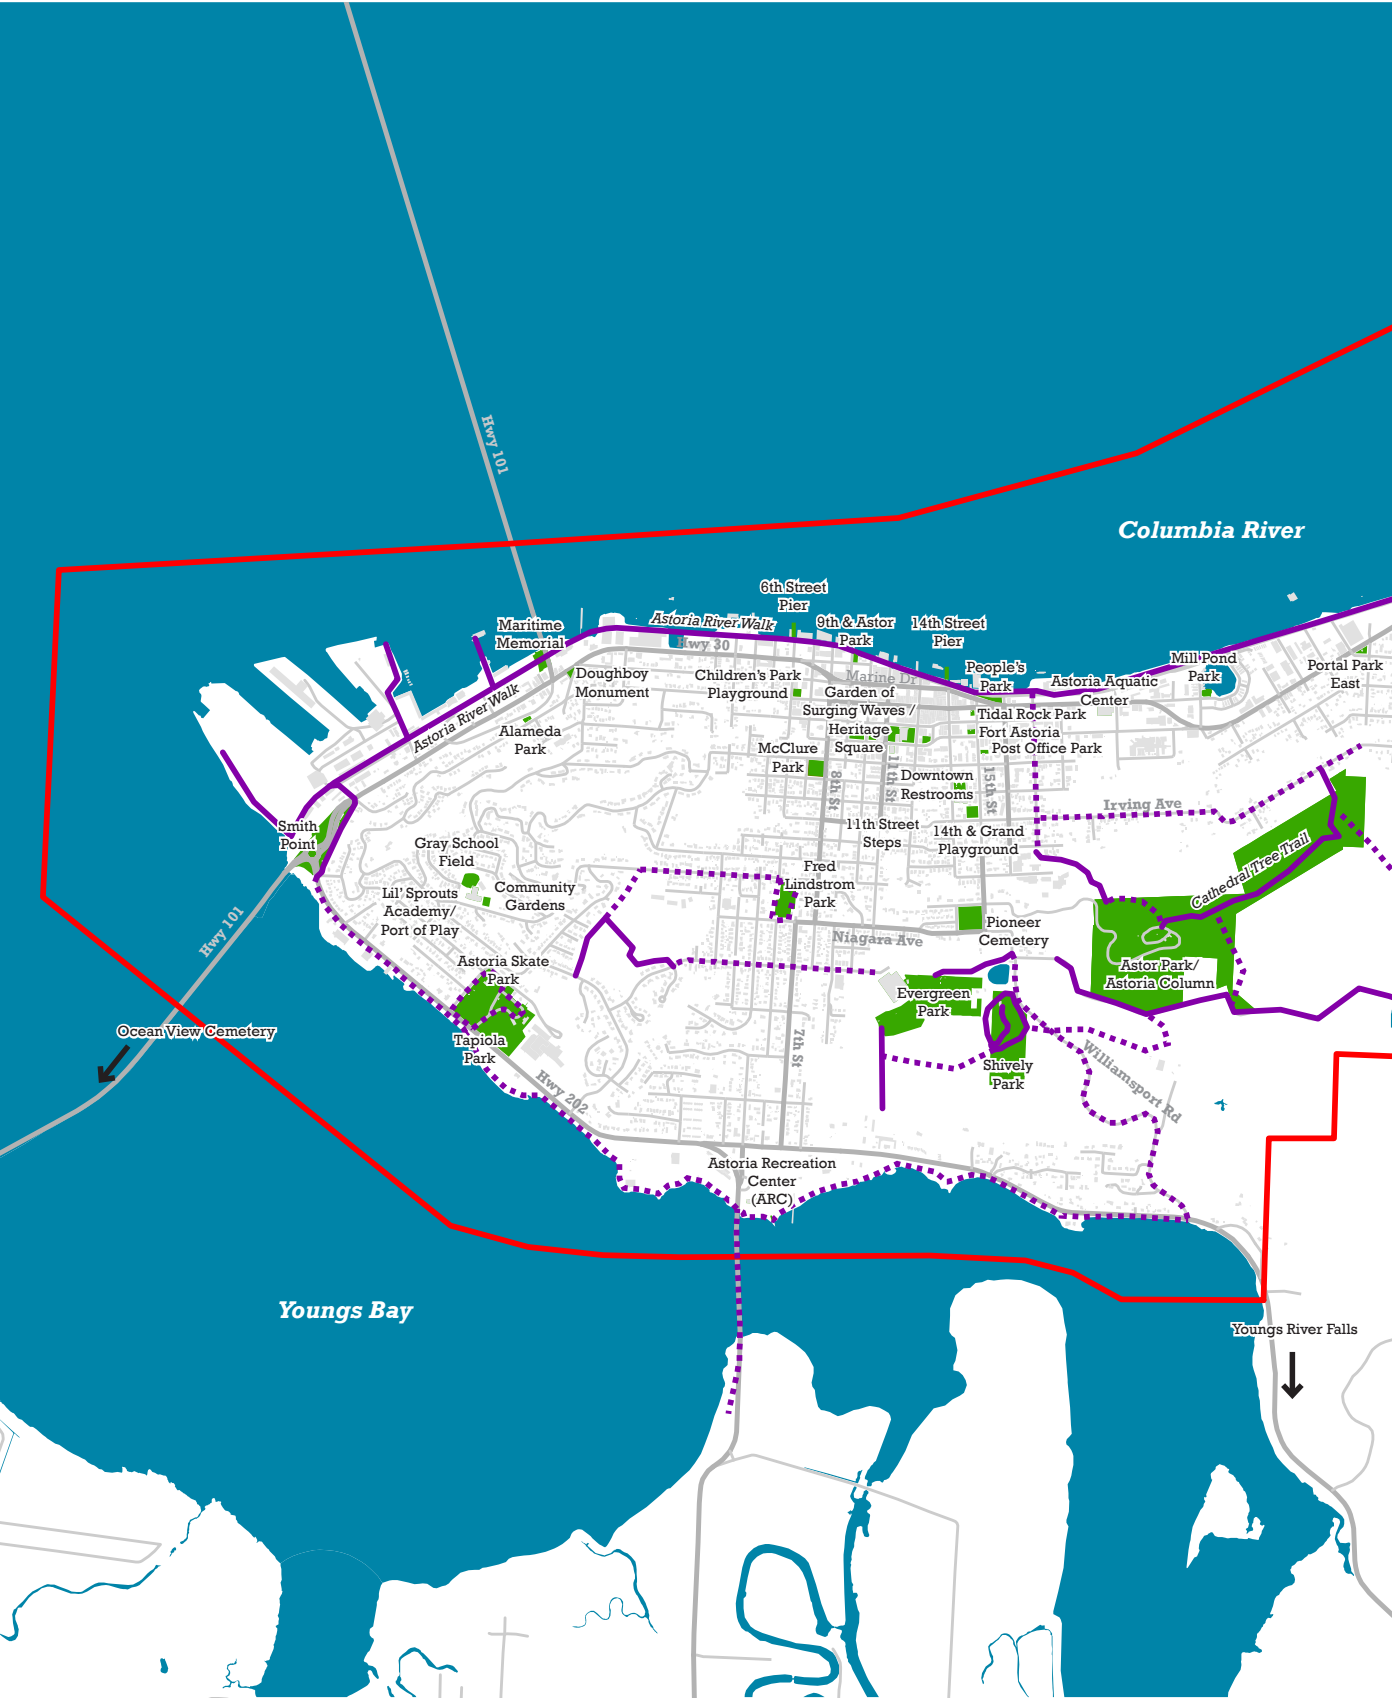 Hwy 101
Columbia River
6th Street
Pier
Astoria River Walk
Maritime
Memorial
9th & Astor
Park
14th Street
Pier
Hwy 30
Mill Pond
Park
Portal Park
East
People's
Park
Doughboy
Monument
Children's Park
Playground
Marine Dr
Astoria Aquatic
Center
Garden of
Surging Waves /
Heritage
Square
Tidal Rock Park
Fort Astoria
Post Office Park
Astoria River Walk
Alameda
Park
McClure
Park
8th St
11th St
Downtown
Restrooms
15th St
Irving Ave
Smith
Point
11th Street
Steps
14th & Grand
Playground
Gray School
Field
Fred
Lindstrom
Park
Cathedral Tree Trail
Lil' Sprouts
Academy/
Port of Play
Community
Gardens
Hwy 101
Pioneer
Cemetery
Niagara Ave
Astoria Skate
Park
Astor Park/
Astoria Column
Evergreen
Park
Ocean View Cemetery
Tapiola
Park
7th St
Shively
Park
Williamsport Rd
Hwy 202
Astoria Recreation
Center
(ARC)
Youngs Bay
Youngs River Falls